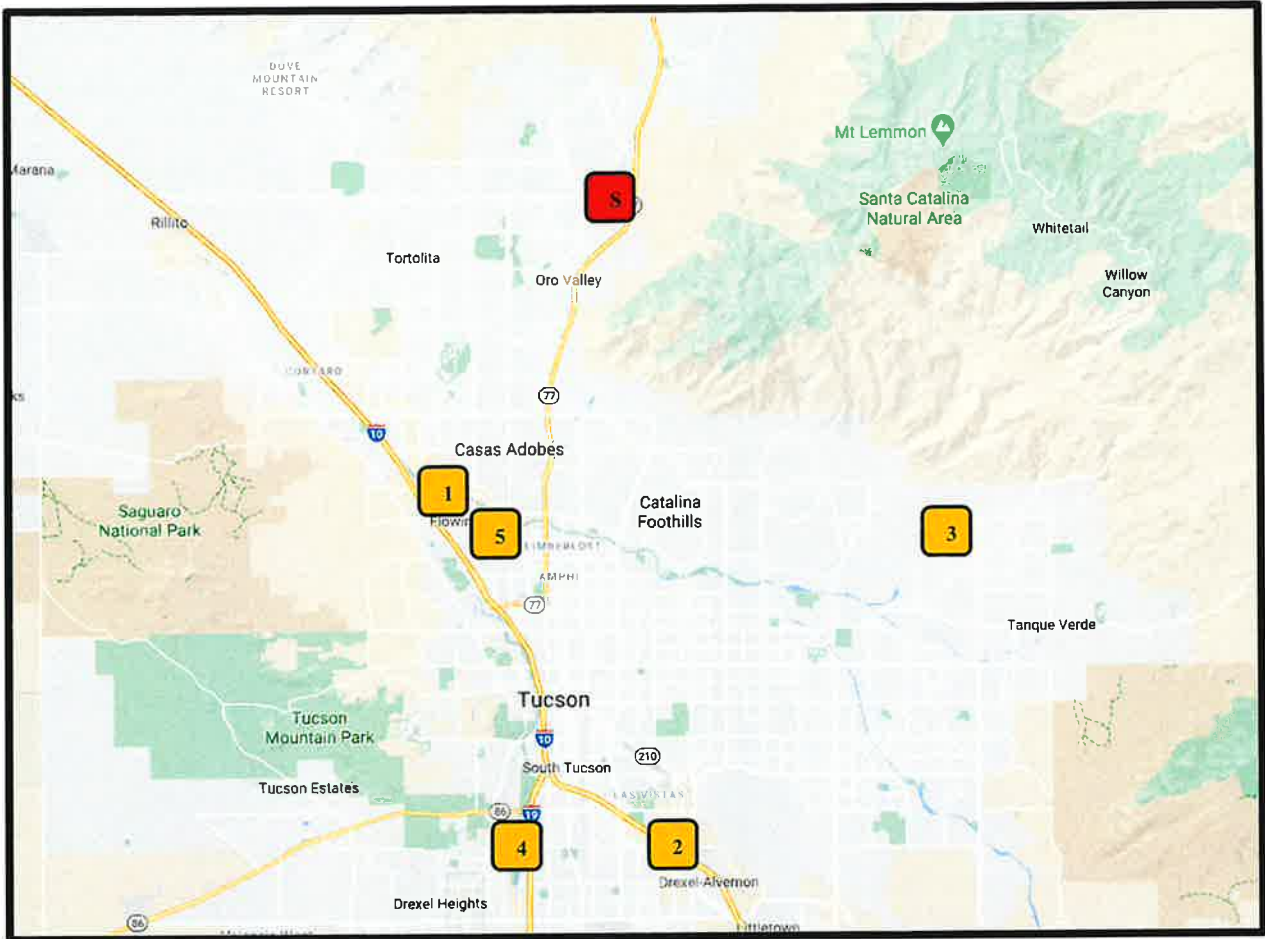 DOVE
MOUNTAIN
RESORT
Mt Lemmon
Marana
S
Santa Catalina
Natural Area
Rillito
Whitetail
Tortolita
Oro Valley
Willow
Canyon
77
10
Casas Adobes
1
Catalina
Foothills
Saguaro
National Park
5
3
AMPHI
77
Tanque Verde
Tucson
Tucson
Mountain Park
10
210
South Tucson
Tucson Estates
LAS VISTAS
86
19
4
2
Drexel-Alvernon
Drexel Heights
86
Littletown